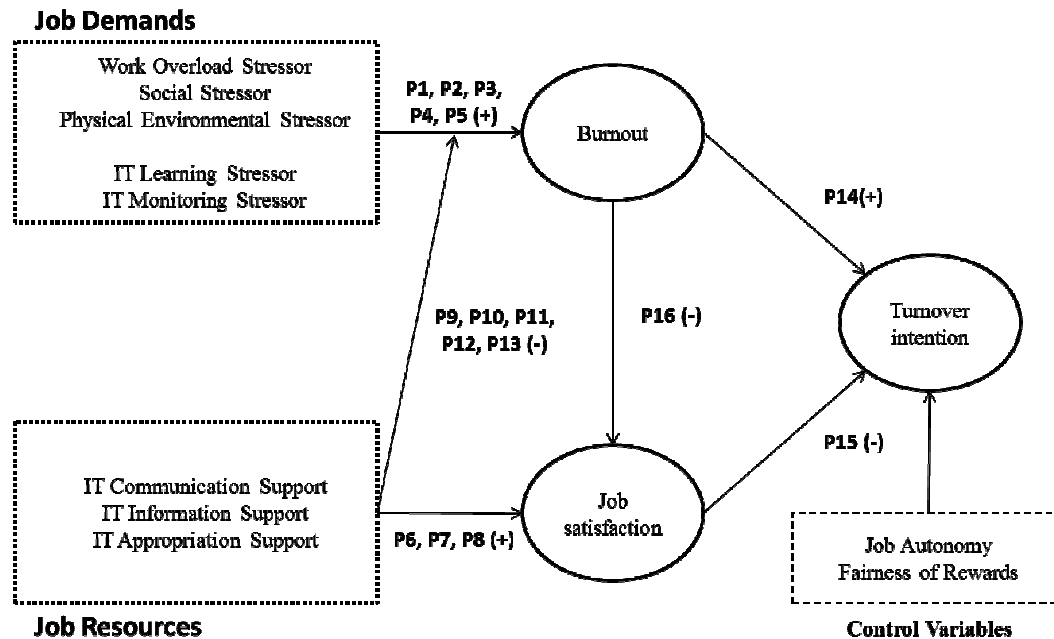 Job Demands
Work Overload Stressor
Social Stressor
Physical Environmental Stressor
IT Learning Stressor
IT Monitoring Stressor
P1, P2, P3,
P4, P5 (+)
Burnout
P14(+)
P9, P10, P11,
P12, P13 (-)
P16 (-)
Turnover
intention
P15 (-)
IT Communication Support
IT Information Support
IT Appropriation Support
P6, P7, P8 (+)
Job
satisfaction
Job Autonomy
Fairness of Rewards
Job Resources
Control Variables